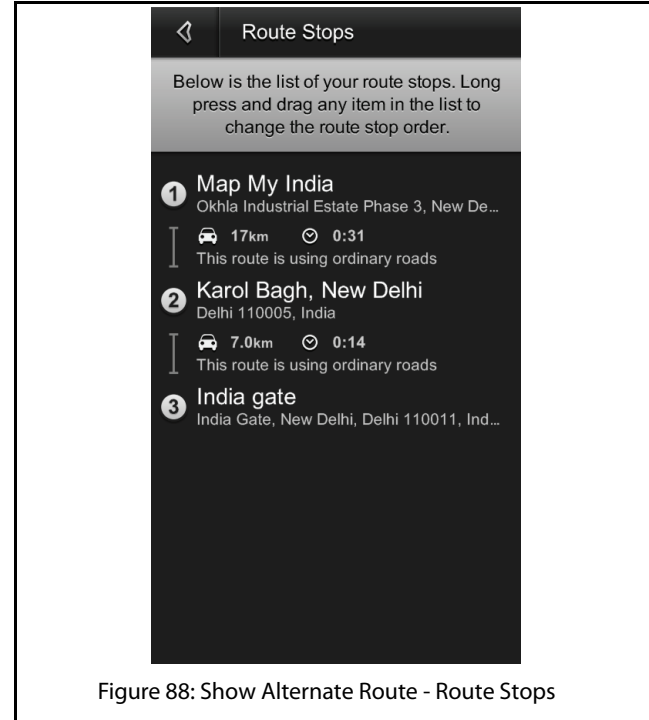 Route Stops
Below is the list of your route stops. Long
press and drag any item in the list to
change the route stop order.
1 Map My India
Okhla Industrial Estate Phase 3, New De...
17km 0:31
This route is using ordinary roads
2 Karol Bagh, New Delhi
Delhi 110005, India
7.0km 0:14
This route is using ordinary roads
3 India gate
India Gate, New Delhi, Delhi 110011, Ind...
Figure 88: Show Alternate Route - Route Stops